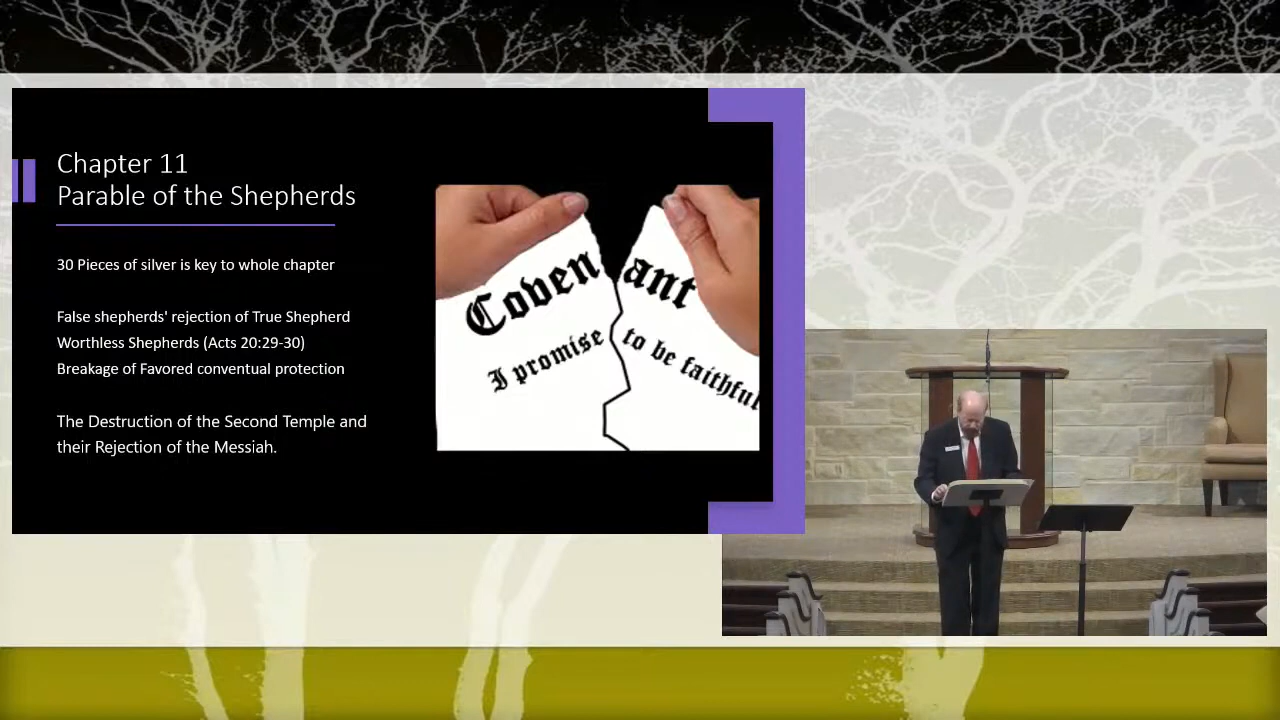 Chapter 11
Parable of the Shepherds
30 Pieces of silver is key to whole chapter
False shepherds' rejection of True Shepherd
Worthless Shepherds (Acts 20:29-30)
Breakage of Favored conventual protection
The Destruction of the Second Temple and
their Rejection of the Messiah.
Coven ant
I promise to be faithful